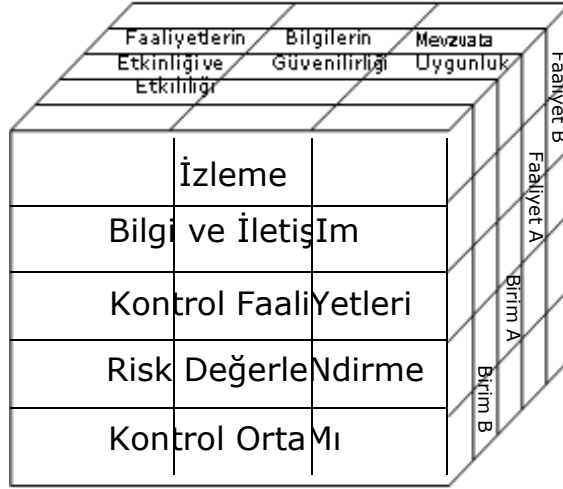 Faaliyetlerin
Etkinliği ve
Etkililiği
Bilgilerin
Güvenilirliği
Mevzuata
Uygunluk
İzleme
Bilgi ve İletişIm
Kontrol FaaliYetleri
Risk DeğerleNdirme
Kontrol OrtaMı
Birim B
Birim A
Faaliyet A
Faaliyet B